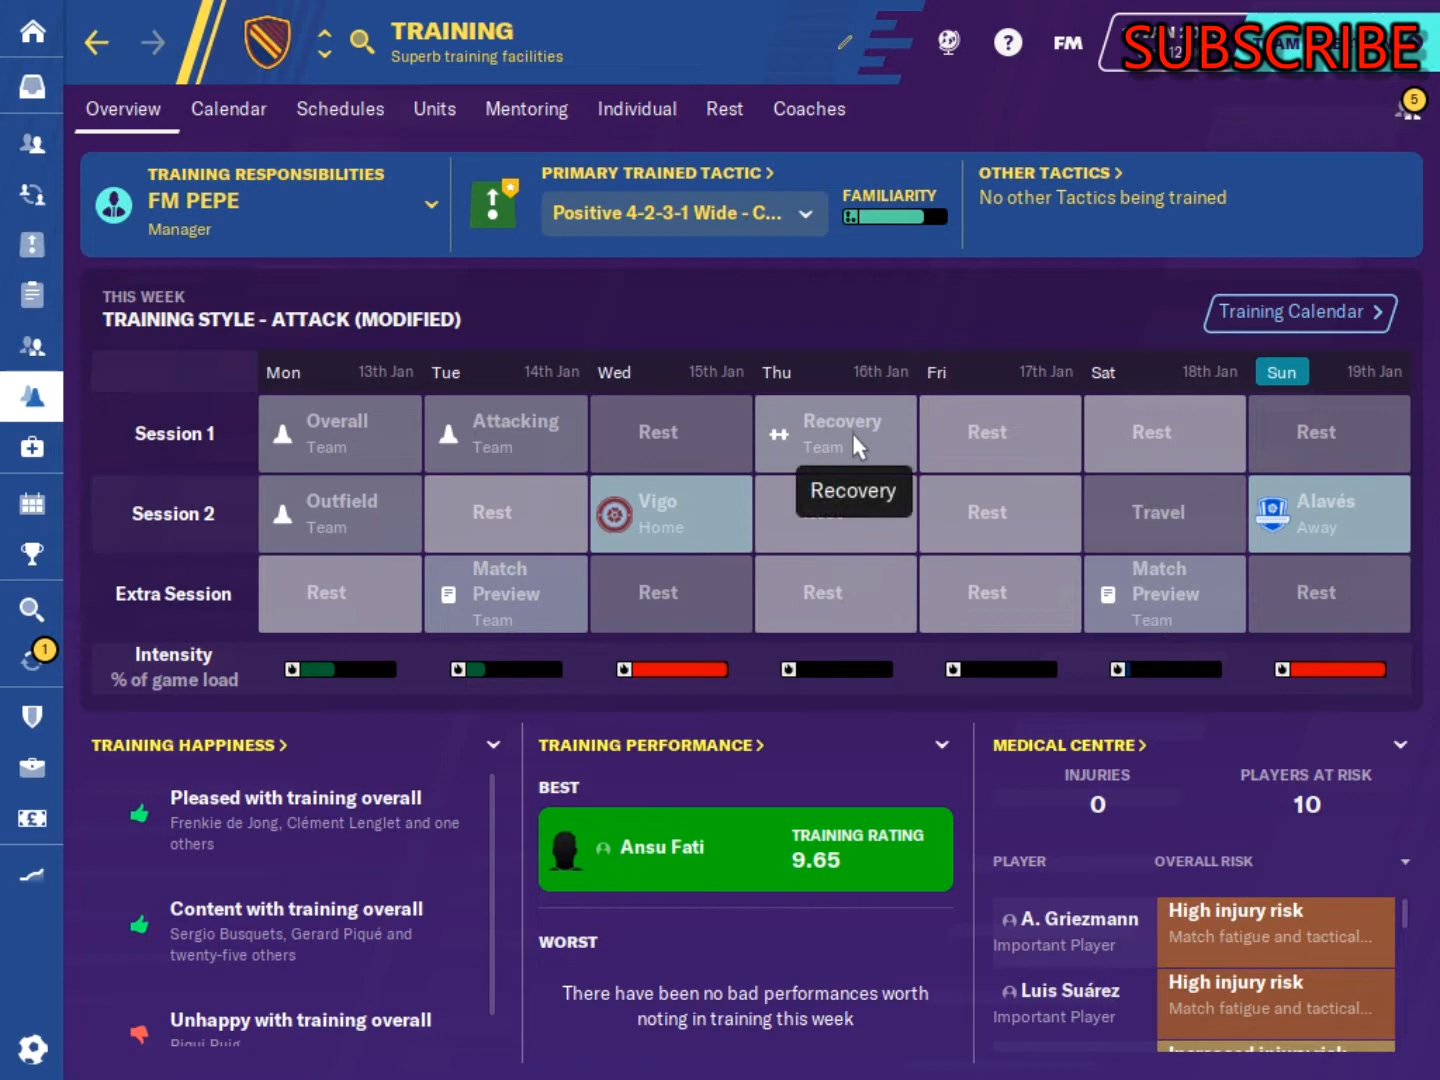 TRAINING
Superb training facilities
?
FM
SUBSCRIBE
Overview
Calendar
Schedules
Units
Mentoring
Individual
Rest
Coaches
5
TRAINING RESPONSIBILITIES
FM PEPE
Manager
PRIMARY TRAINED TACTIC >
Positive 4-2-3-1 Wide - C...
FAMILIARITY
OTHER TACTICS >
No other Tactics being trained
THIS WEEK
TRAINING STYLE - ATTACK (MODIFIED)
Training Calendar >
Mon 13th Jan Tue 14th Jan Wed 15th Jan Thu 16th Jan Fri 17th Jan Sat 18th Jan Sun 19th Jan
Session 1
Overall
Team
Attacking
Team
Rest
Recovery
Team
Rest
Rest
Rest
Recovery
Session 2
Outfield
Team
Rest
Vigo
Home
Rest
Travel
Alavés
Away
Extra Session
Rest
Match
Preview
Team
Rest
Rest
Rest
Match
Preview
Team
Rest
Intensity
% of game load
1
TRAINING HAPPINESS >
Pleased with training overall
Frenkie de Jong, Clément Lenglet and one
others
Content with training overall
Sergio Busquets, Gerard Piqué and
twenty-five others
Unhappy with training overall
Riqui Puig
TRAINING PERFORMANCE >
BEST
Ansu Fati
TRAINING RATING
9.65
WORST
There have been no bad performances worth
noting in training this week
MEDICAL CENTRE >
INJURIES
0
PLAYERS AT RISK
10
PLAYER
OVERALL RISK
A. Griezmann
Important Player
High injury risk
Match fatigue and tactical...
Luis Suárez
Important Player
High injury risk
Match fatigue and tactical...
Increased injury risk